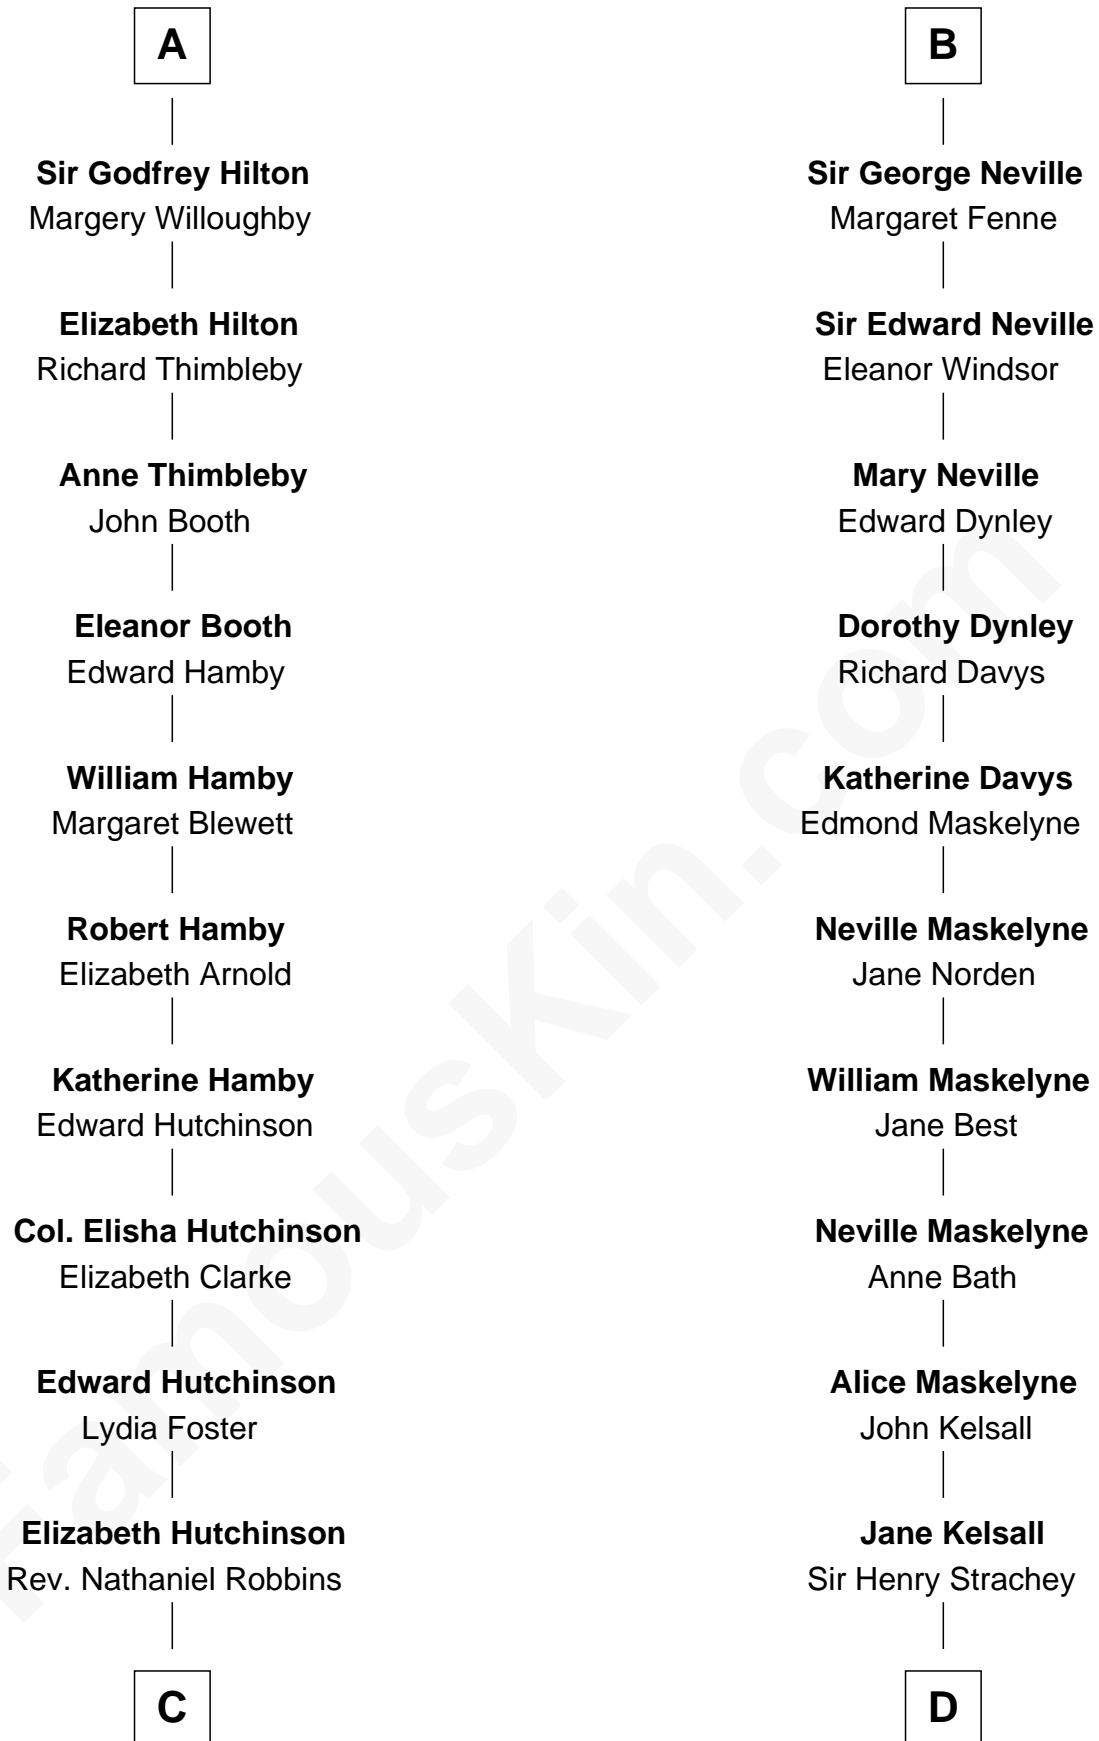 A
Sir Godfrey Hilton
Margery Willoughby
Elizabeth Hilton
Richard Thimbleby
Anne Thimbleby
John Booth
Eleanor Booth
Edward Hamby
William Hamby
Margaret Blewett
Robert Hamby
Elizabeth Arnold
Katherine Hamby
Edward Hutchinson
Col. Elisha Hutchinson
Elizabeth Clarke
Edward Hutchinson
Lydia Foster
Elizabeth Hutchinson
Rev. Nathaniel Robbins
C
B
Sir George Neville
Margaret Fenne
Sir Edward Neville
Eleanor Windsor
Mary Neville
Edward Dynley
Dorothy Dynley
Richard Davys
Katherine Davys
Edmond Maskelyne
Neville Maskelyne
Jane Norden
William Maskelyne
Jane Best
Neville Maskelyne
Anne Bath
Alice Maskelyne
John Kelsall
Jane Kelsall
Sir Henry Strachey
D
FamousKin.com